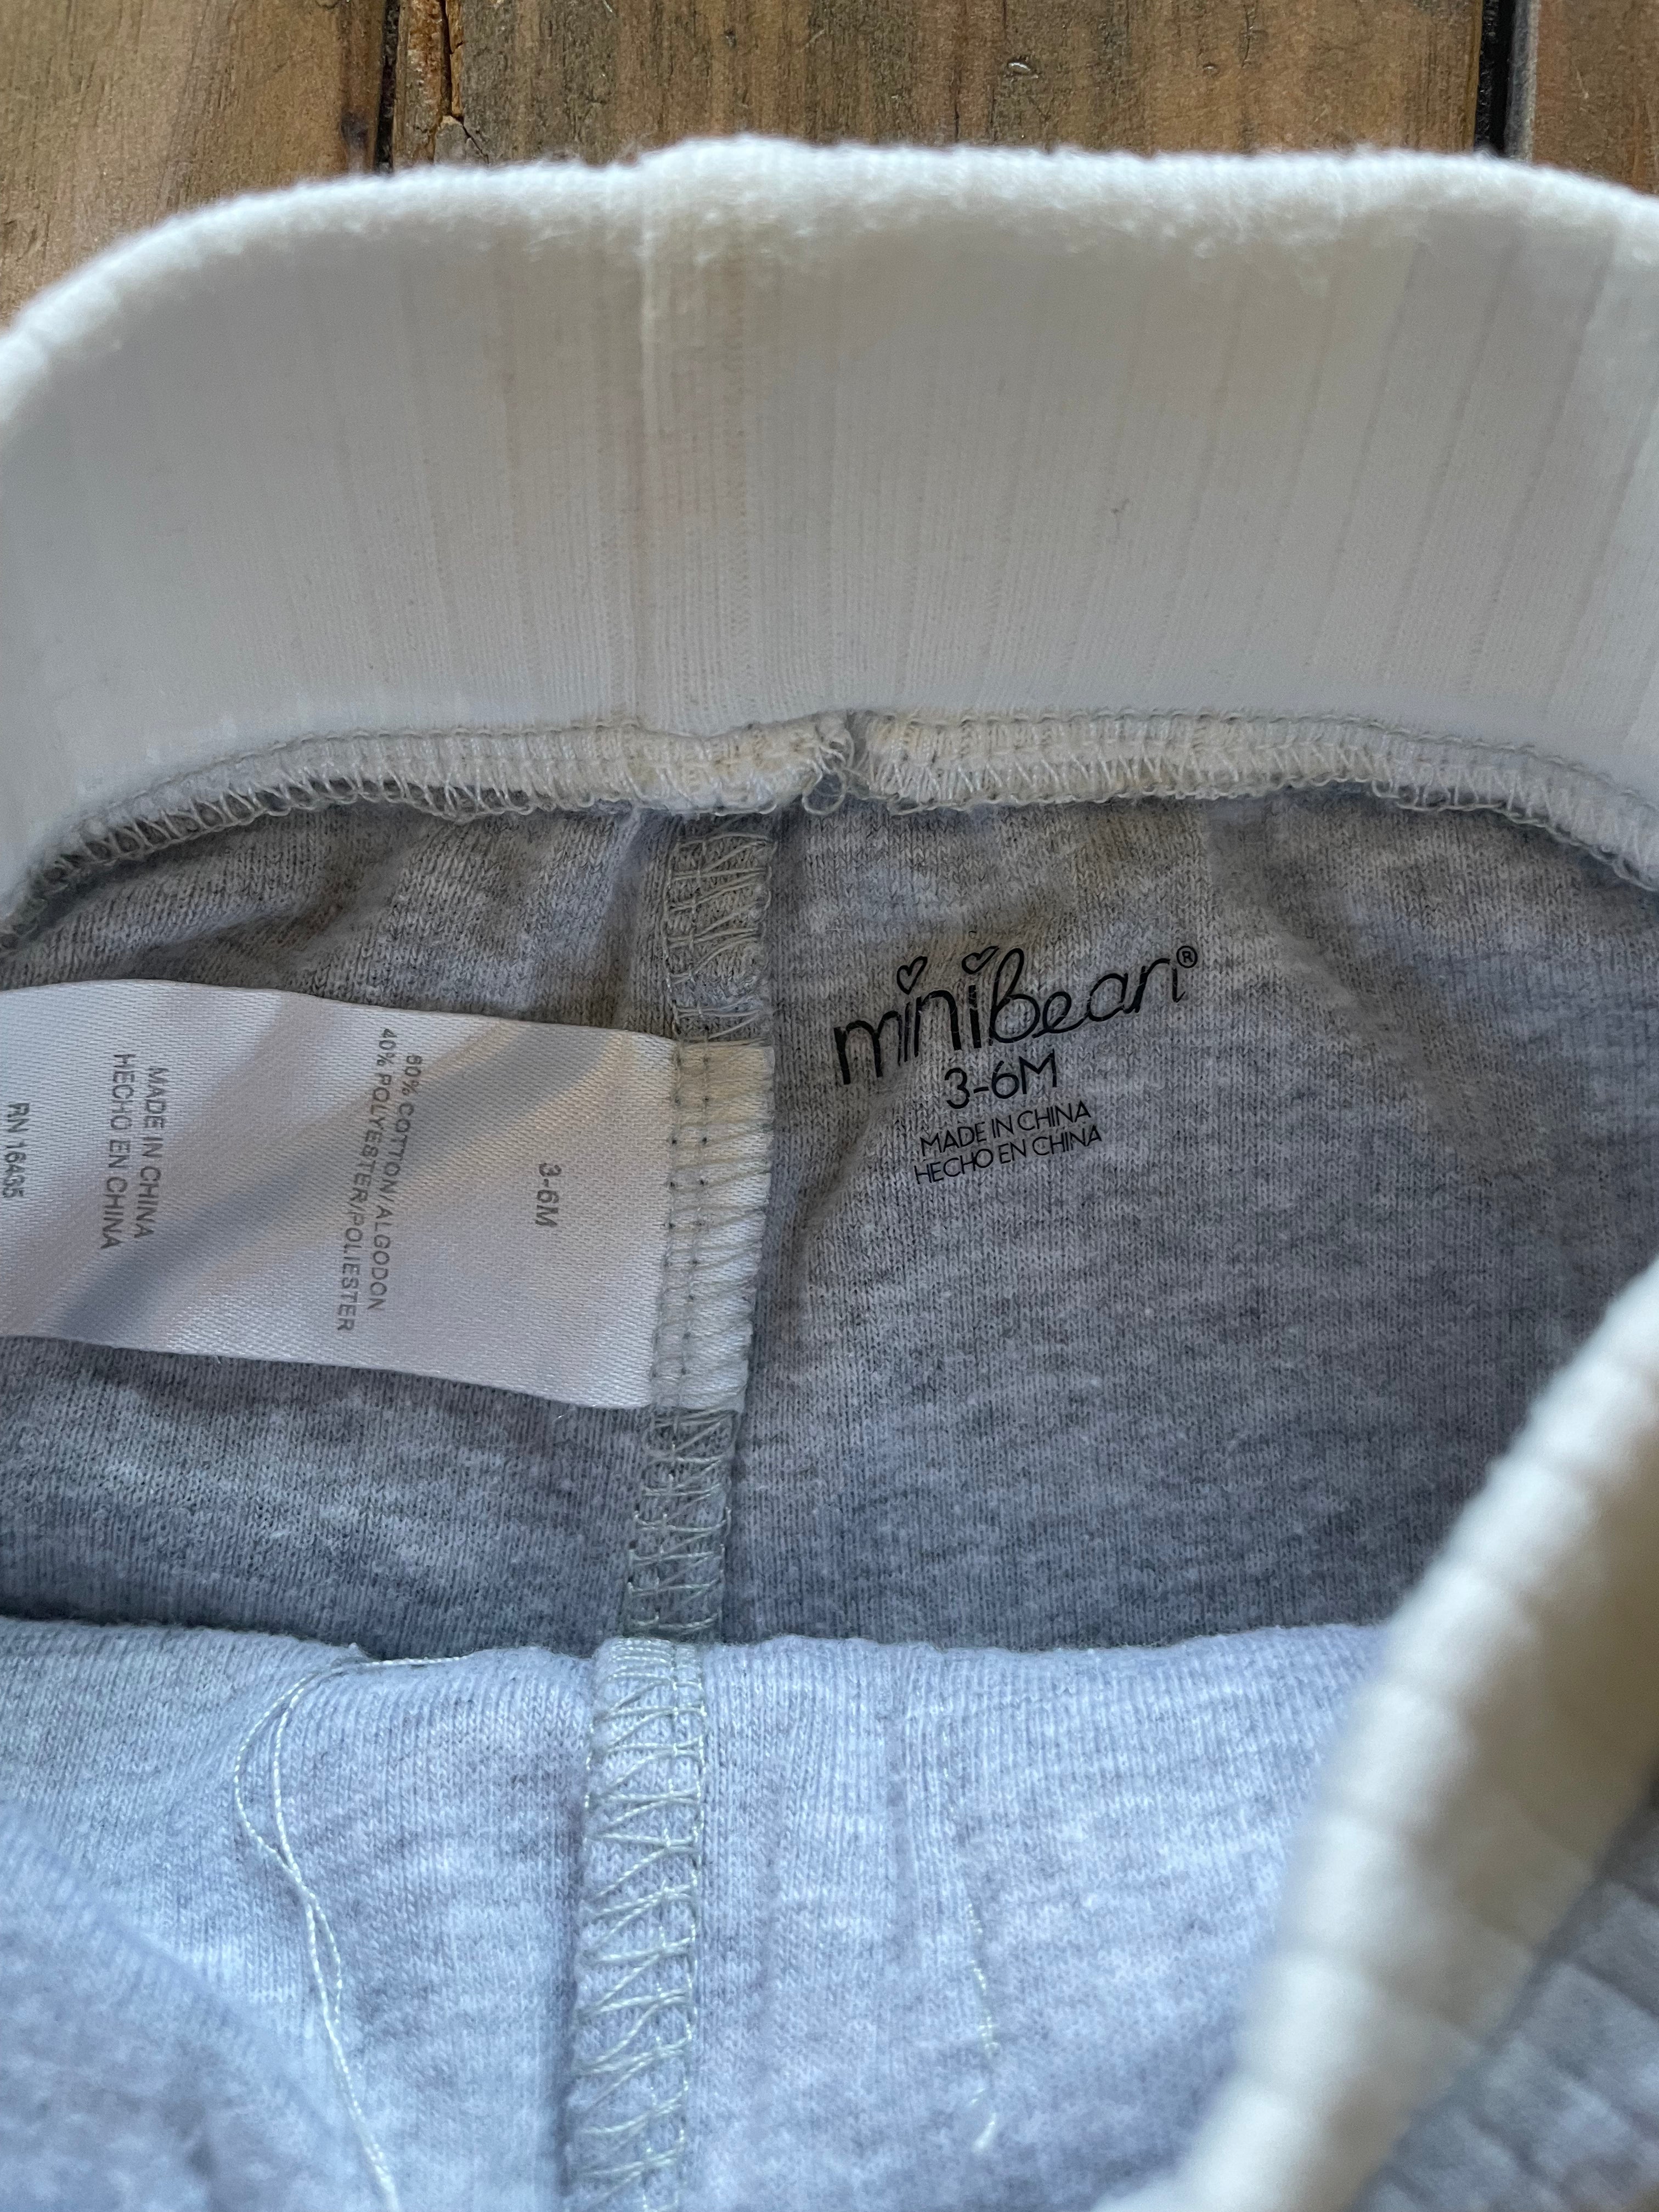 miniBean®
3-6M
MADE IN CHINA
HECHO EN CHINA
3-6M
60% COTTON/ALGODON
40% POLYESTER/POLIESTER
MADE IN CHINA
HECHO EN CHINA
RN 16435